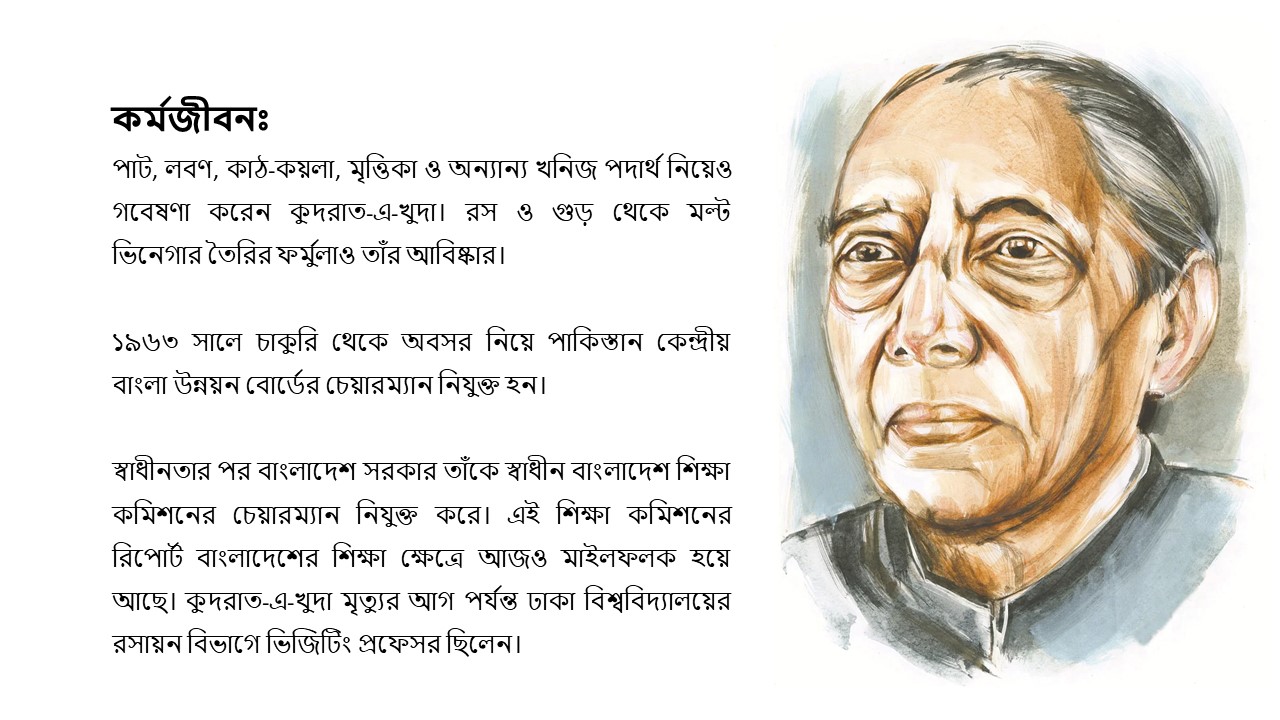 কর্মজীবনঃ
পাট, লবণ, কাঠ-কয়লা, মৃত্তিকা ও অন্যান্য খনিজ পদার্থ নিয়েও
গবেষণা করেন কুদরাত-এ-খুদা। রস ও গুড় থেকে মল্ট
ভিনেগার তৈরির ফর্মুলাও তাঁর আবিষ্কার।
১৯৬৩ সালে চাকুরি থেকে অবসর নিয়ে পাকিস্তান কেন্দ্রীয়
বাংলা উন্নয়ন বোর্ডের চেয়ারম্যান নিযুক্ত হন।
স্বাধীনতার পর বাংলাদেশ সরকার তাঁকে স্বাধীন বাংলাদেশ শিক্ষা
কমিশনের চেয়ারম্যান নিযুক্ত করে। এই শিক্ষা কমিশনের
রিপোর্ট বাংলাদেশের শিক্ষা ক্ষেত্রে আজও মাইলফলক হয়ে
আছে। কুদরাত-এ-খুদা মৃত্যুর আগ পর্যন্ত ঢাকা বিশ্ববিদ্যালয়ের
রসায়ন বিভাগে ভিজিটিং প্রফেসর ছিলেন।